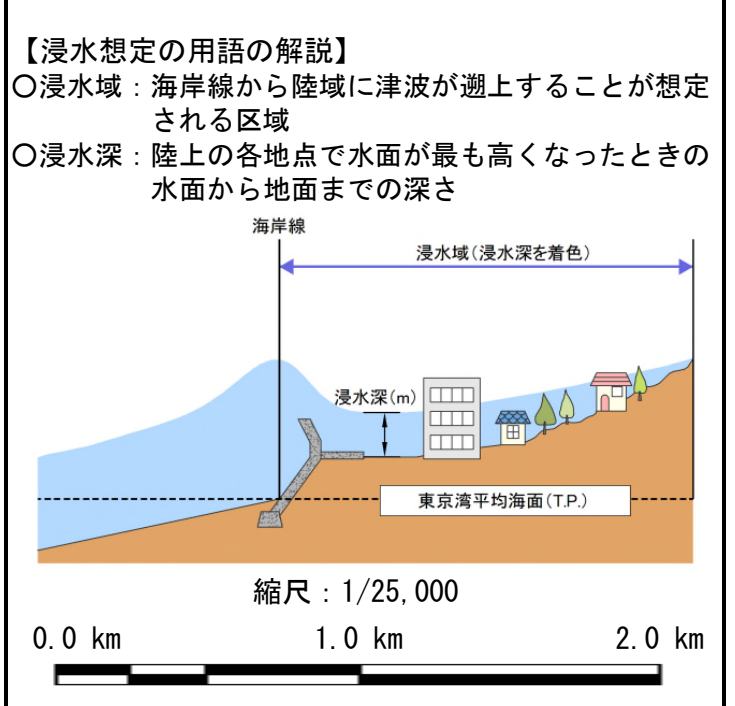 【浸水想定の用語の解説】
〇浸水域：海岸線から陸域に津波が遡上することが想定
される区域
〇浸水深：陸上の各地点で水面が最も高くなったときの
水面から地面までの深さ
海岸線
浸水域(浸水深を着色)
浸水深(m)
東京湾平均海面(T.P.)
縮尺：1/25,000
0.0 km 1.0 km 2.0 km